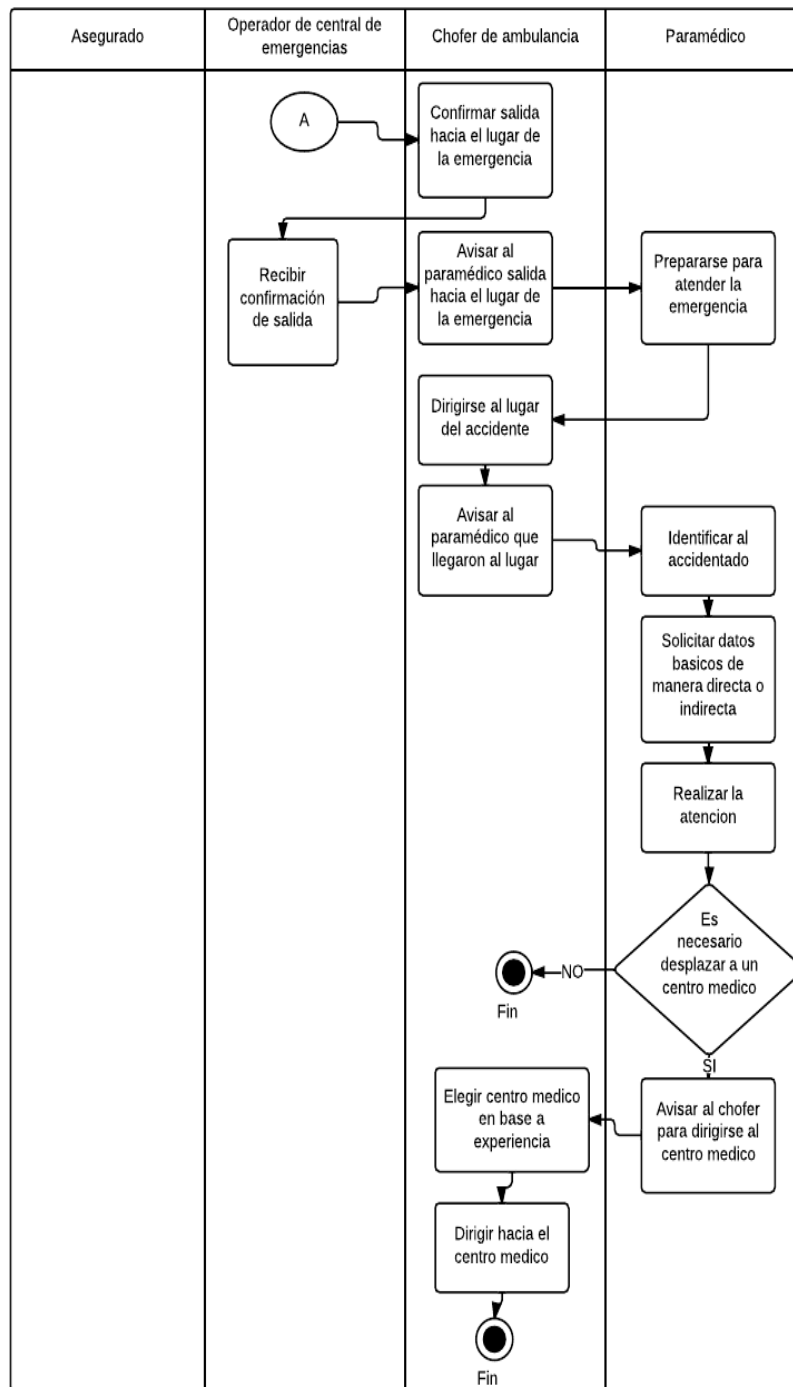 Asegurado
Operador de central de
emergencias
Chofer de ambulancia
Paramédico
A
Confirmar salida
hacia el lugar de
la emergencia
Recibir
confirmación
de salida
Avisar al
paramédico salida
hacia el lugar de
la emergencia
Prepararse para
atender la
emergencia
Dirigirse al lugar
del accidente
Avisar al
paramédico que
llegaron al lugar
Identificar al
accidentado
Solicitar datos
basicos de
manera directa o
indirecta
Realizar la
atencion
Es
necesario
desplazar a un
centro medico
NO
Fin
SI
Avisar al chofer
para dirigirse al
centro medico
Elegir centro medico
en base a
experiencia
Dirigir hacia el
centro medico
Fin